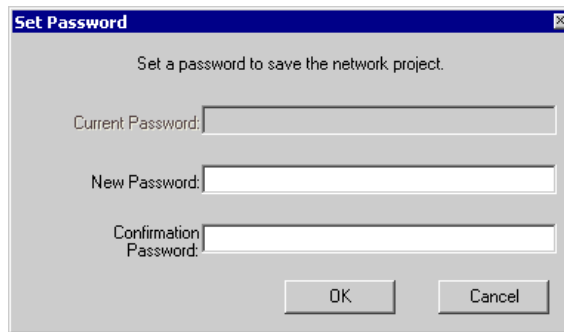 Set Password
Set a password to save the network project.
Current Password:
New Password:
Confirmation
Password:
OK Cancel